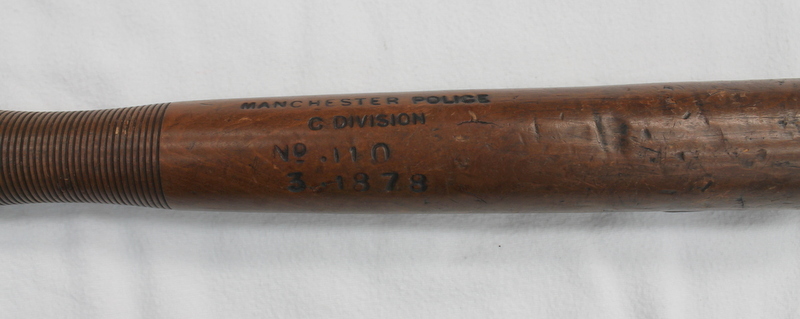 MANCHESTER POLICE
C DIVISION
Nº .110
3 .1878